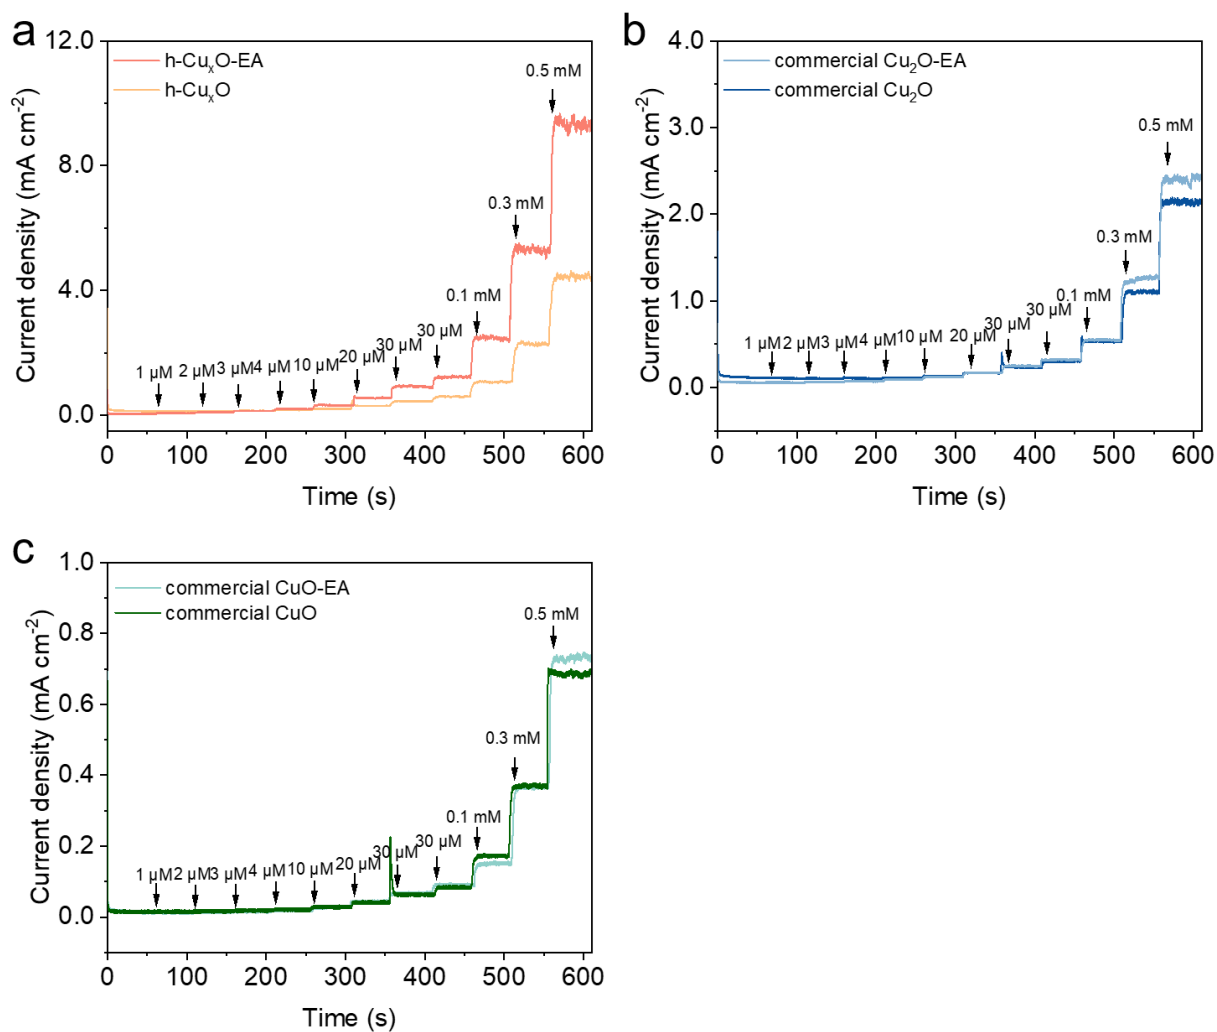 a
12.0
8.0
4.0
0.0
Current density (mA cm⁻²)
h-CuₓO-EA
h-CuₓO
1 μM
2 μM
3 μM
4 μM
10 μM
20 μM
30 μM
30 μM
0.1 mM
0.3 mM
0.5 mM
0 100 200 300 400 500 600
Time (s)
b
4.0
3.0
2.0
1.0
0.0
Current density (mA cm⁻²)
commercial Cu₂O-EA
commercial Cu₂O
1 μM
2 μM
3 μM
4 μM
10 μM
20 μM
30 μM
30 μM
0.1 mM
0.3 mM
0.5 mM
0 100 200 300 400 500 600
Time (s)
c
1.0
0.8
0.6
0.4
0.2
0.0
Current density (mA cm⁻²)
commercial CuO-EA
commercial CuO
1 μM
2 μM
3 μM
4 μM
10 μM
20 μM
30 μM
30 μM
0.1 mM
0.3 mM
0.5 mM
0 100 200 300 400 500 600
Time (s)